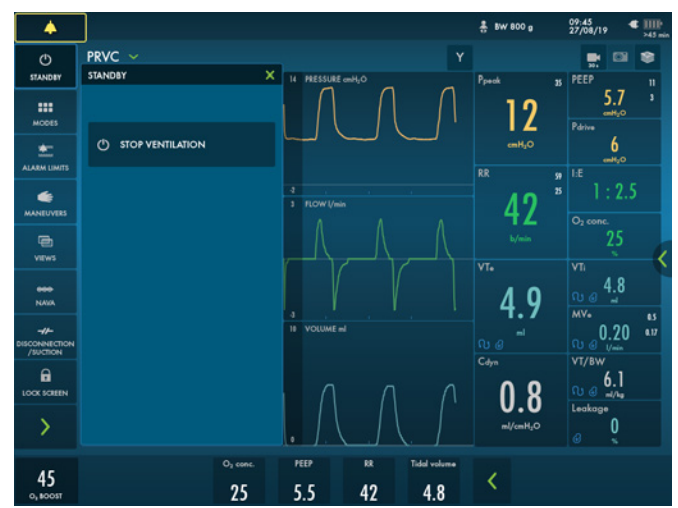 BW 800 g
09:45
27/08/19
>45 min
STANDBY
MODES
ALARM LIMITS
MANEUVERS
VIEWS
NAVA
DISCONNECTION
/SUCTION
LOCK SCREEN
45
O₂ BOOST
PRVC
Y
30 s
STANDBY
X
STOP VENTILATION
14 PRESSURE cmH₂O
-2
3 FLOW l/min
-3
10 VOLUME ml
0
Ppeak 35
12
cmH₂O
RR 59
25
42
b/min
VTe
4.9
ml
Cdyn
0.8
ml/cmH₂O
PEEP 11
5.7 3
cmH₂O
Pdrive
6
cmH₂O
I:E
1 : 2.5
O₂ conc.
25
%
VTi
4.8
ml
MVe 0.5
0.20 0.17
l/min
VT/BW
6.1
ml/kg
Leakage
0
%
O₂ conc. PEEP RR Tidal volume
25 5.5 42 4.8